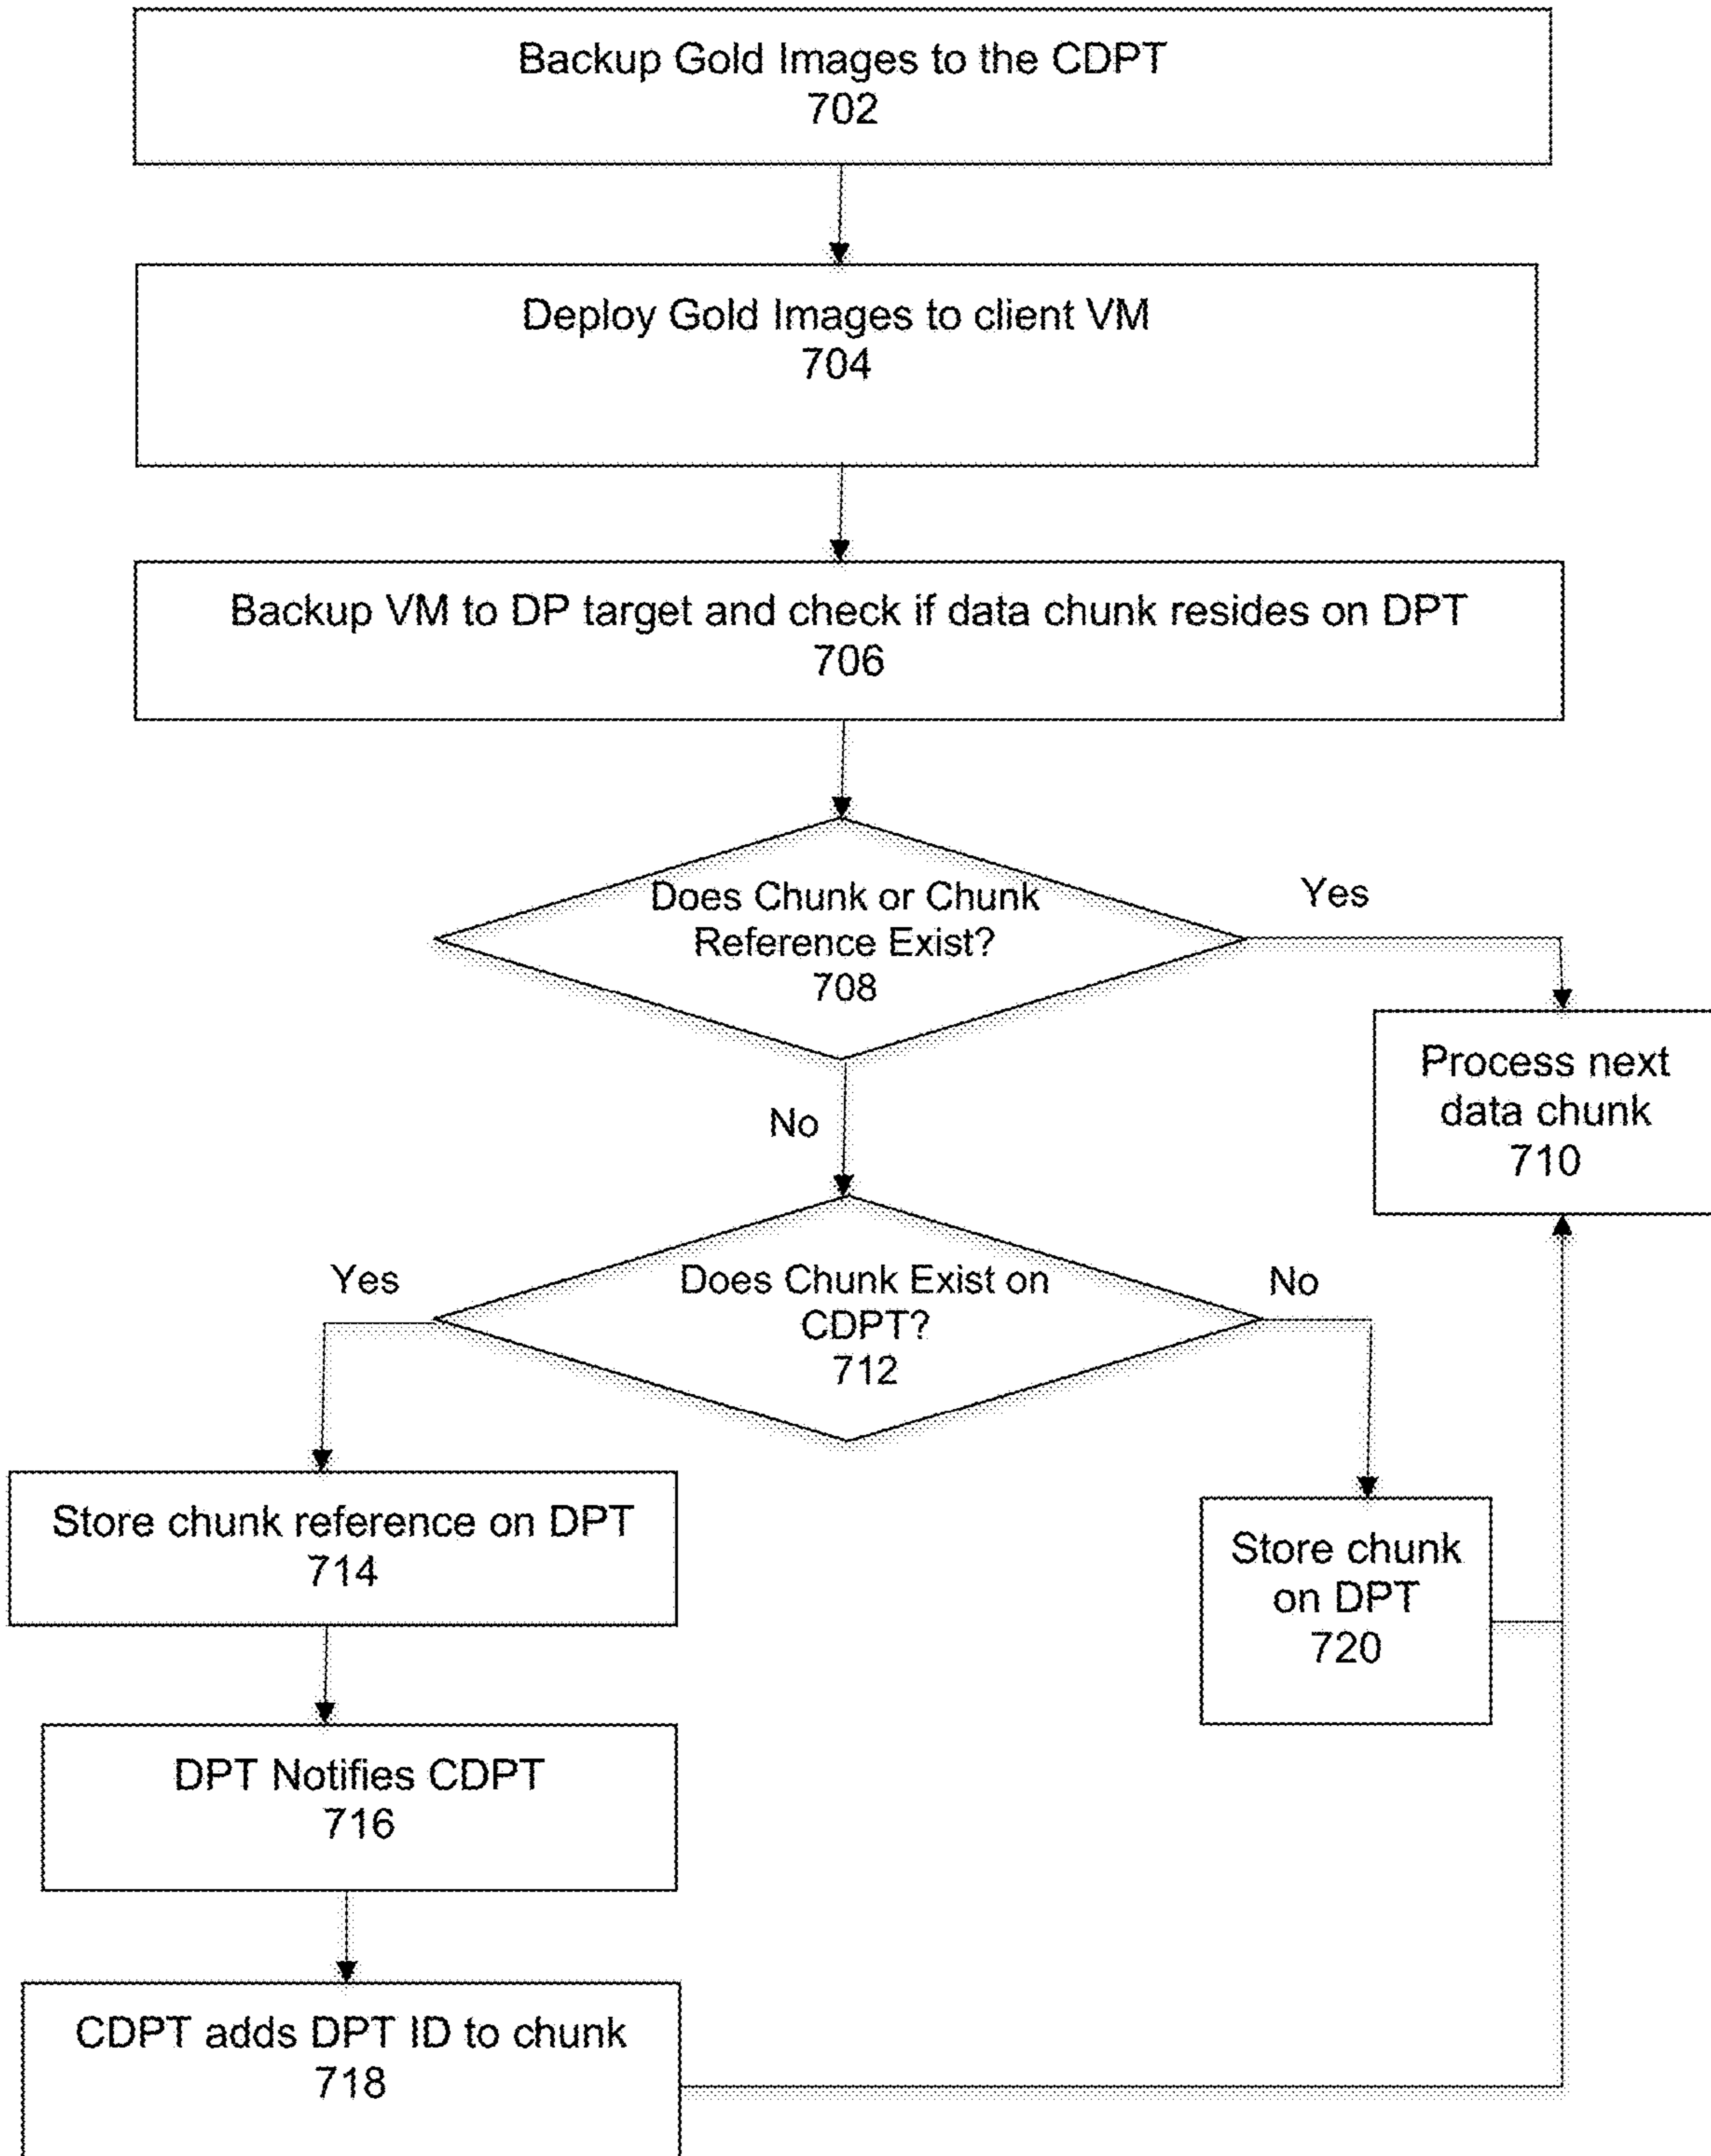 Backup Gold Images to the CDPT
702
Deploy Gold Images to client VM
704
Backup VM to DP target and check if data chunk resides on DPT
706
Does Chunk or Chunk
Reference Exist?
708
Yes
Process next
data chunk
710
No
Does Chunk Exist on
CDPT?
712
Yes
No
Store chunk reference on DPT
714
Store chunk
on DPT
720
DPT Notifies CDPT
716
CDPT adds DPT ID to chunk
718